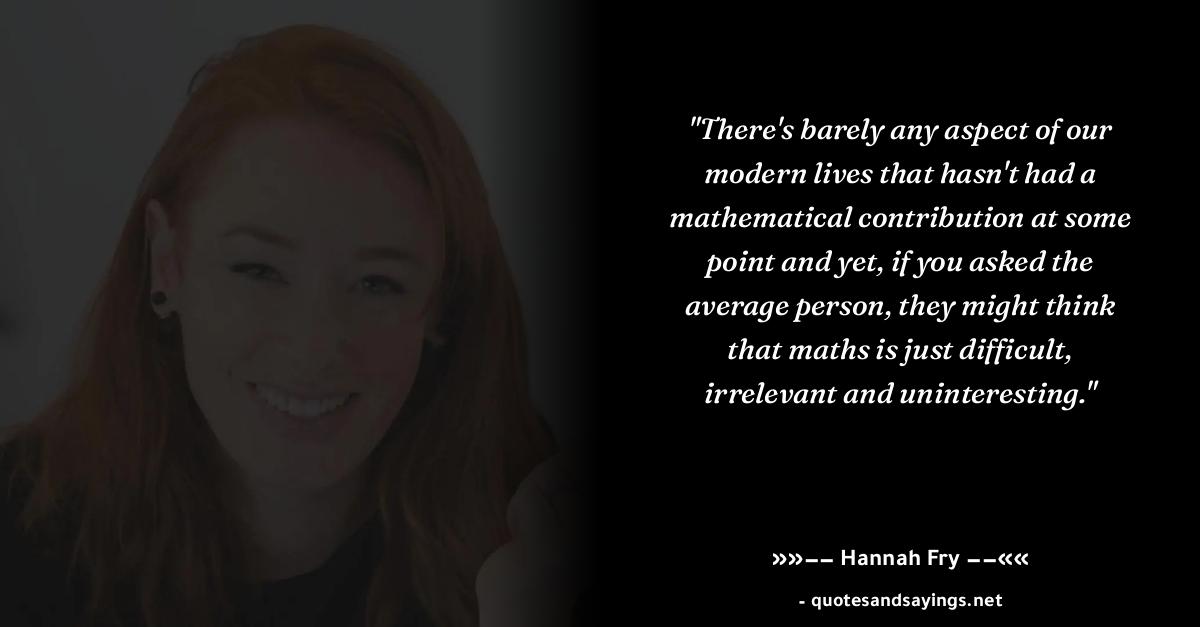 "There's barely any aspect of our
modern lives that hasn't had a
mathematical contribution at some
point and yet, if you asked the
average person, they might think
that maths is just difficult,
irrelevant and uninteresting."
»»–– Hannah Fry ––««
- quotesandsayings.net